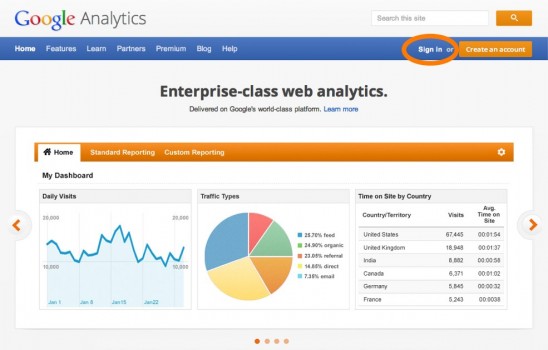 Google Analytics
Search this site
Home Features Learn Partners Premium Blog Help
Sign in or Create an account
Enterprise-class web analytics.
Delivered on Google's world-class platform. Learn more
Home Standard Reporting Custom Reporting
My Dashboard
Daily Visits
20,000 20,000
10,000 10,000
Jan 1 Jan 8 Jan15 Jan22
Traffic Types
25.70% feed
24.90% organic
23.08% referral
16.88% direct
7.38% email
Time on Site by Country
Country/Territory Visits Avg. Time on Site
United States 67,445 00:01:54
United Kingdom 16,948 00:01:37
India 8,882 00:00:58
Canada 6,371 00:01:02
Germany 5,845 00:00:32
France 5,243 00:0038